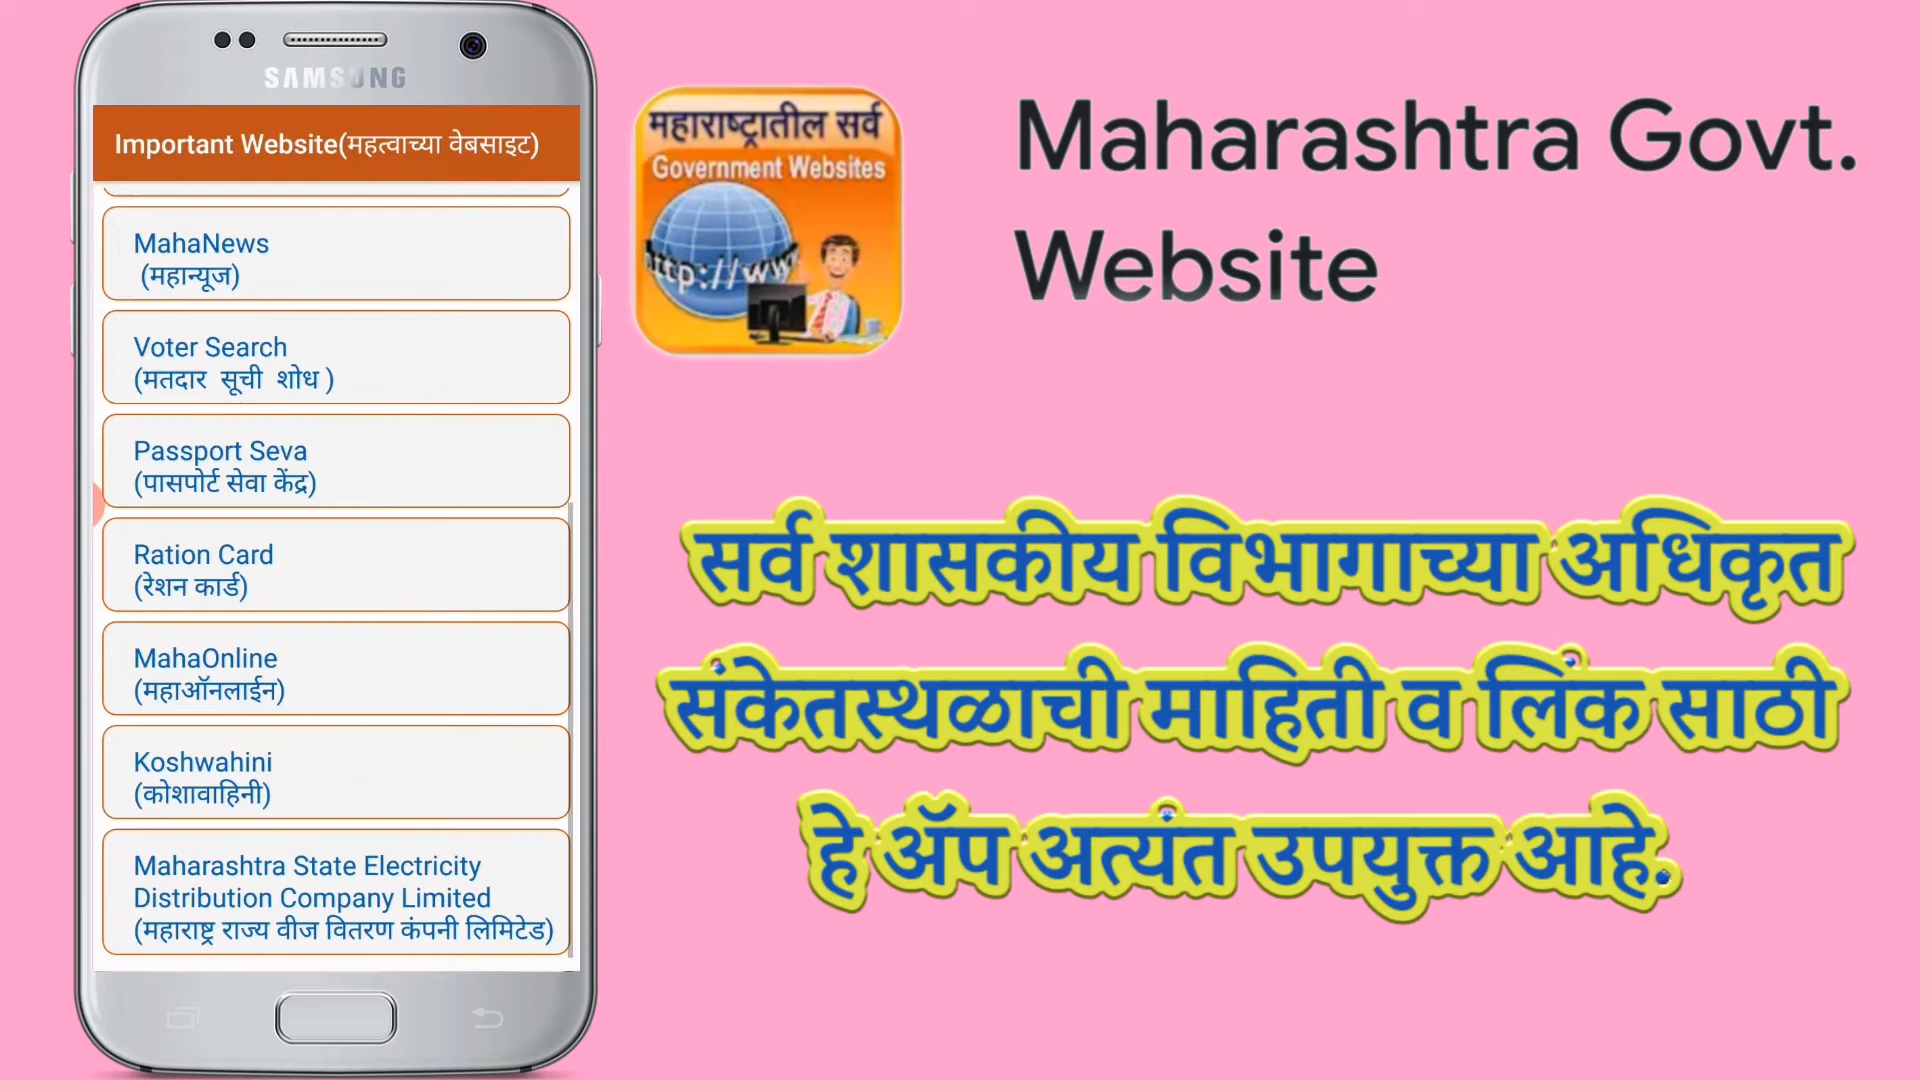 SAMSUNG
Important Website(महत्वाच्या वेबसाइट)
MahaNews
(महान्यूज)
Voter Search
(मतदार सूची शोध )
Passport Seva
(पासपोर्ट सेवा केंद्र)
Ration Card
(रेशन कार्ड)
MahaOnline
(महाऑनलाईन)
Koshwahini
(कोशावाहिनी)
Maharashtra State Electricity
Distribution Company Limited
(महाराष्ट्र राज्य वीज वितरण कंपनी लिमिटेड)
महाराष्ट्रातील सर्व
Government Websites
http://www
Maharashtra Govt.
Website
सर्व शासकीय विभागाच्या अधिकृत
संकेतस्थळाची माहिती व लिंक साठी
हे ॲप अत्यंत उपयुक्त आहे.